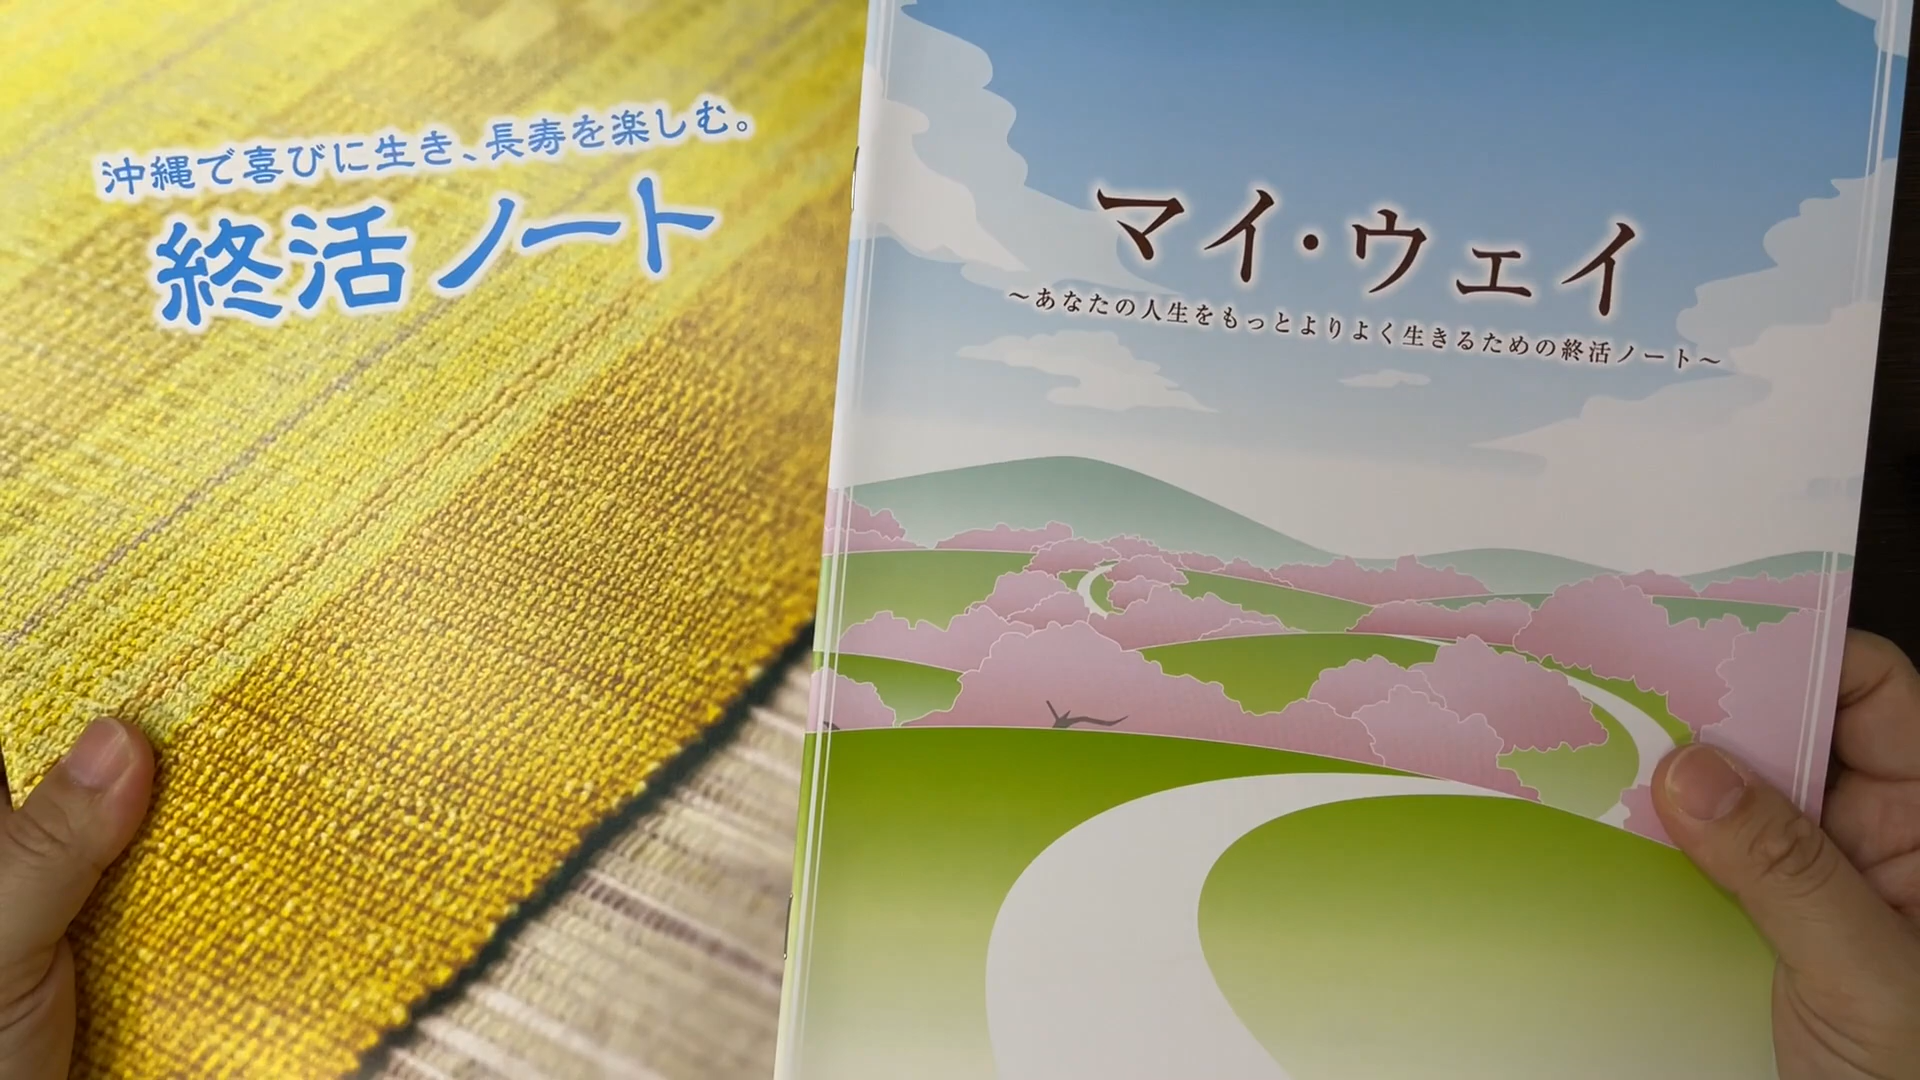 沖縄で喜びに生き、長寿を楽しむ。
終活ノート
マイ・ウェイ
～あなたの人生をもっとよりよく生きるための終活ノート～